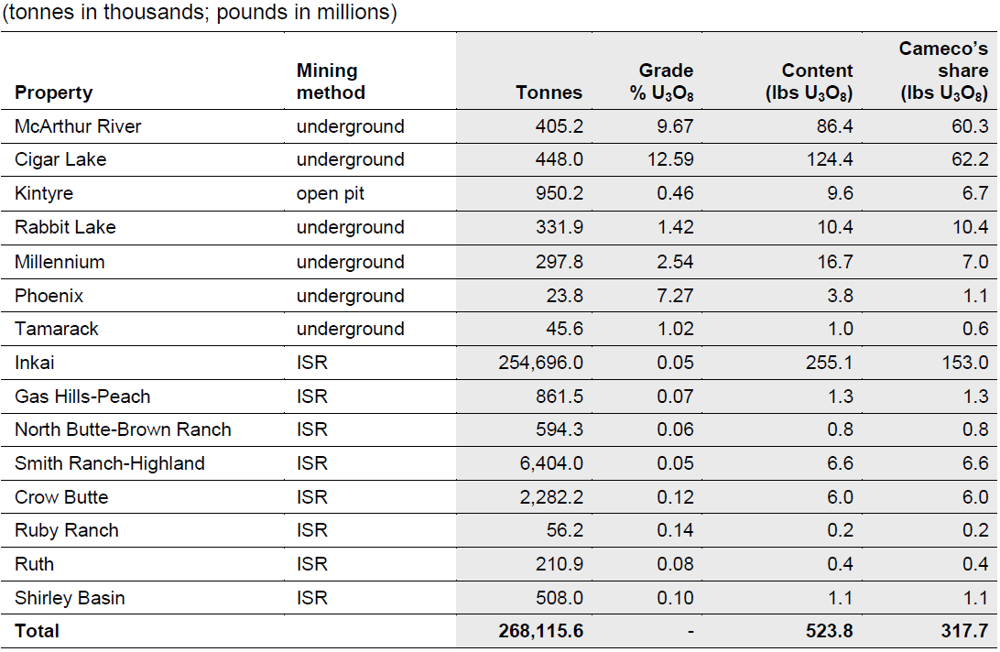 (tonnes in thousands; pounds in millions)
Property Mining method Tonnes Grade % U₃O₈ Content (lbs U₃O₈) Cameco's share (lbs U₃O₈)
McArthur River underground 405.2 9.67 86.4 60.3
Cigar Lake underground 448.0 12.59 124.4 62.2
Kintyre open pit 950.2 0.46 9.6 6.7
Rabbit Lake underground 331.9 1.42 10.4 10.4
Millennium underground 297.8 2.54 16.7 7.0
Phoenix underground 23.8 7.27 3.8 1.1
Tamarack underground 45.6 1.02 1.0 0.6
Inkai ISR 254,696.0 0.05 255.1 153.0
Gas Hills-Peach ISR 861.5 0.07 1.3 1.3
North Butte-Brown Ranch ISR 594.3 0.06 0.8 0.8
Smith Ranch-Highland ISR 6,404.0 0.05 6.6 6.6
Crow Butte ISR 2,282.2 0.12 6.0 6.0
Ruby Ranch ISR 56.2 0.14 0.2 0.2
Ruth ISR 210.9 0.08 0.4 0.4
Shirley Basin ISR 508.0 0.10 1.1 1.1
Total 268,115.6 - 523.8 317.7